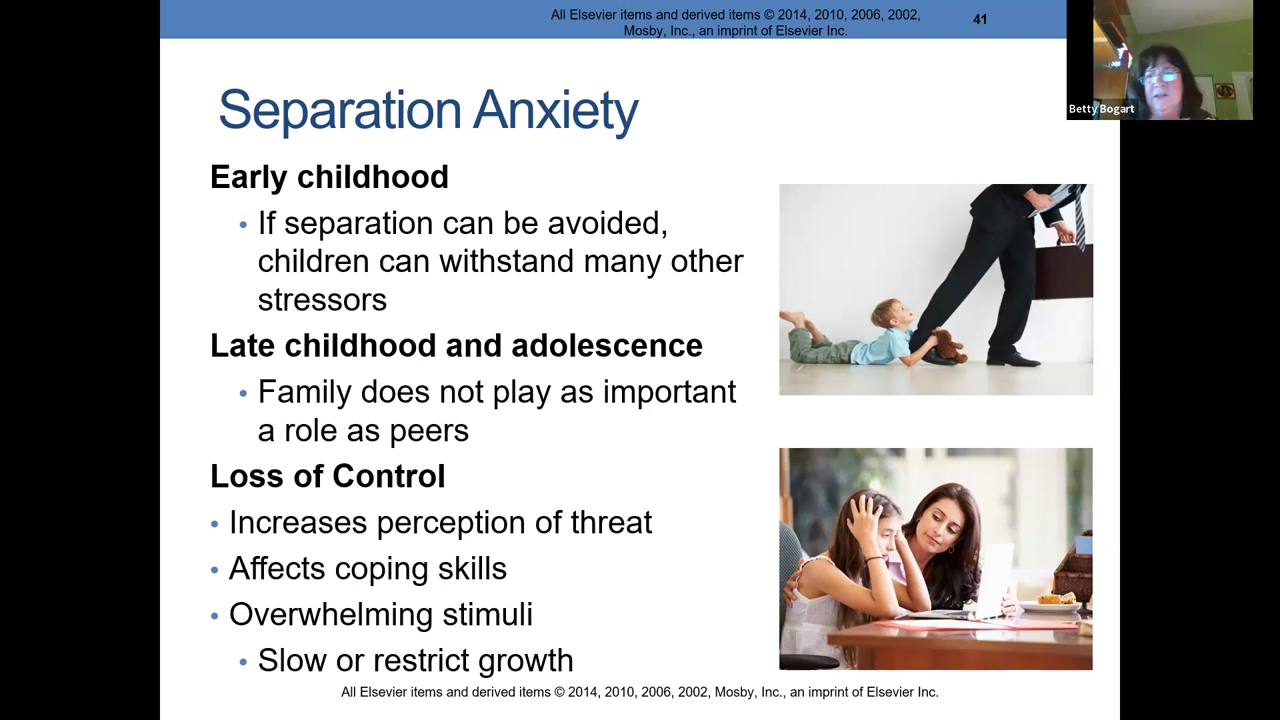 All Elsevier items and derived items © 2014, 2010, 2006, 2002,
Mosby, Inc., an imprint of Elsevier Inc.
41
Betty Bogart
Separation Anxiety
Early childhood
• If separation can be avoided,
children can withstand many other
stressors
Late childhood and adolescence
• Family does not play as important
a role as peers
Loss of Control
• Increases perception of threat
• Affects coping skills
• Overwhelming stimuli
• Slow or restrict growth
All Elsevier items and derived items © 2014, 2010, 2006, 2002, Mosby, Inc., an imprint of Elsevier Inc.